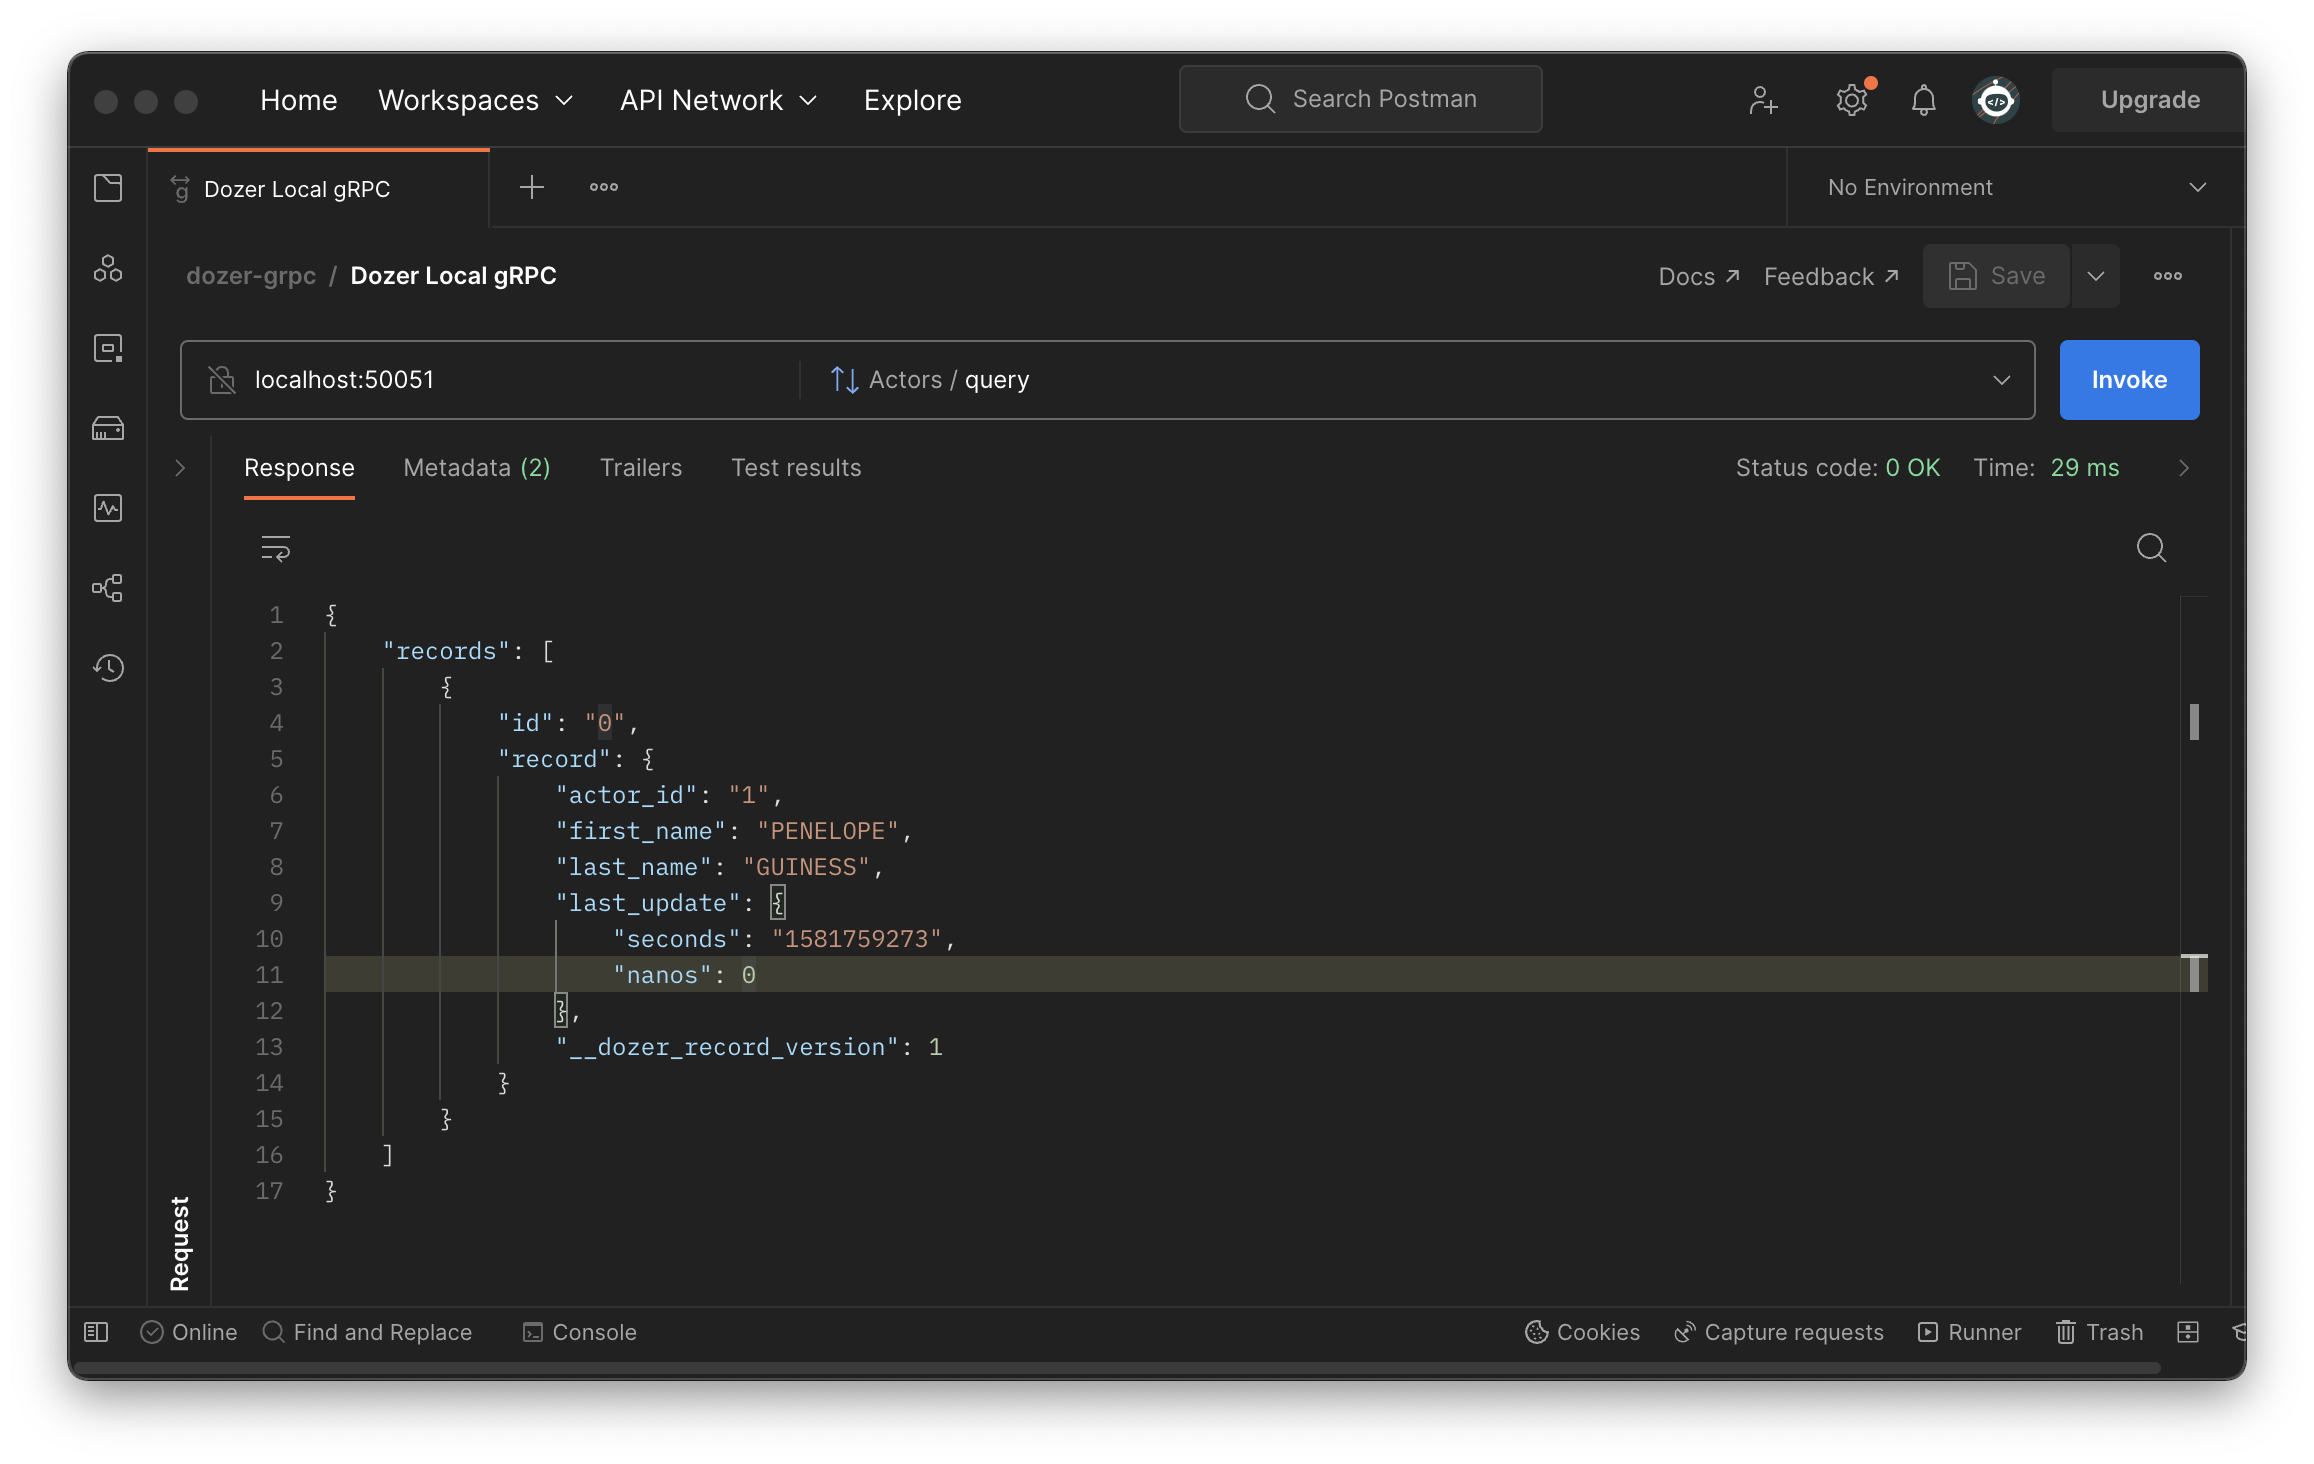 Home Workspaces API Network Explore Search Postman Upgrade
Dozer Local gRPC No Environment
dozer-grpc / Dozer Local gRPC Docs Feedback Save
localhost:50051 Actors / query Invoke
Response Metadata (2) Trailers Test results Status code: 0 OK Time: 29 ms
1 {
2 "records": [
3 {
4 "id": "0",
5 "record": {
6 "actor_id": "1",
7 "first_name": "PENELOPE",
8 "last_name": "GUINESS",
9 "last_update": {
10 "seconds": "1581759273",
11 "nanos": 0
12 },
13 "__dozer_record_version": 1
14 }
15 }
16 ]
17 }
Request
Online Find and Replace Console Cookies Capture requests Runner Trash